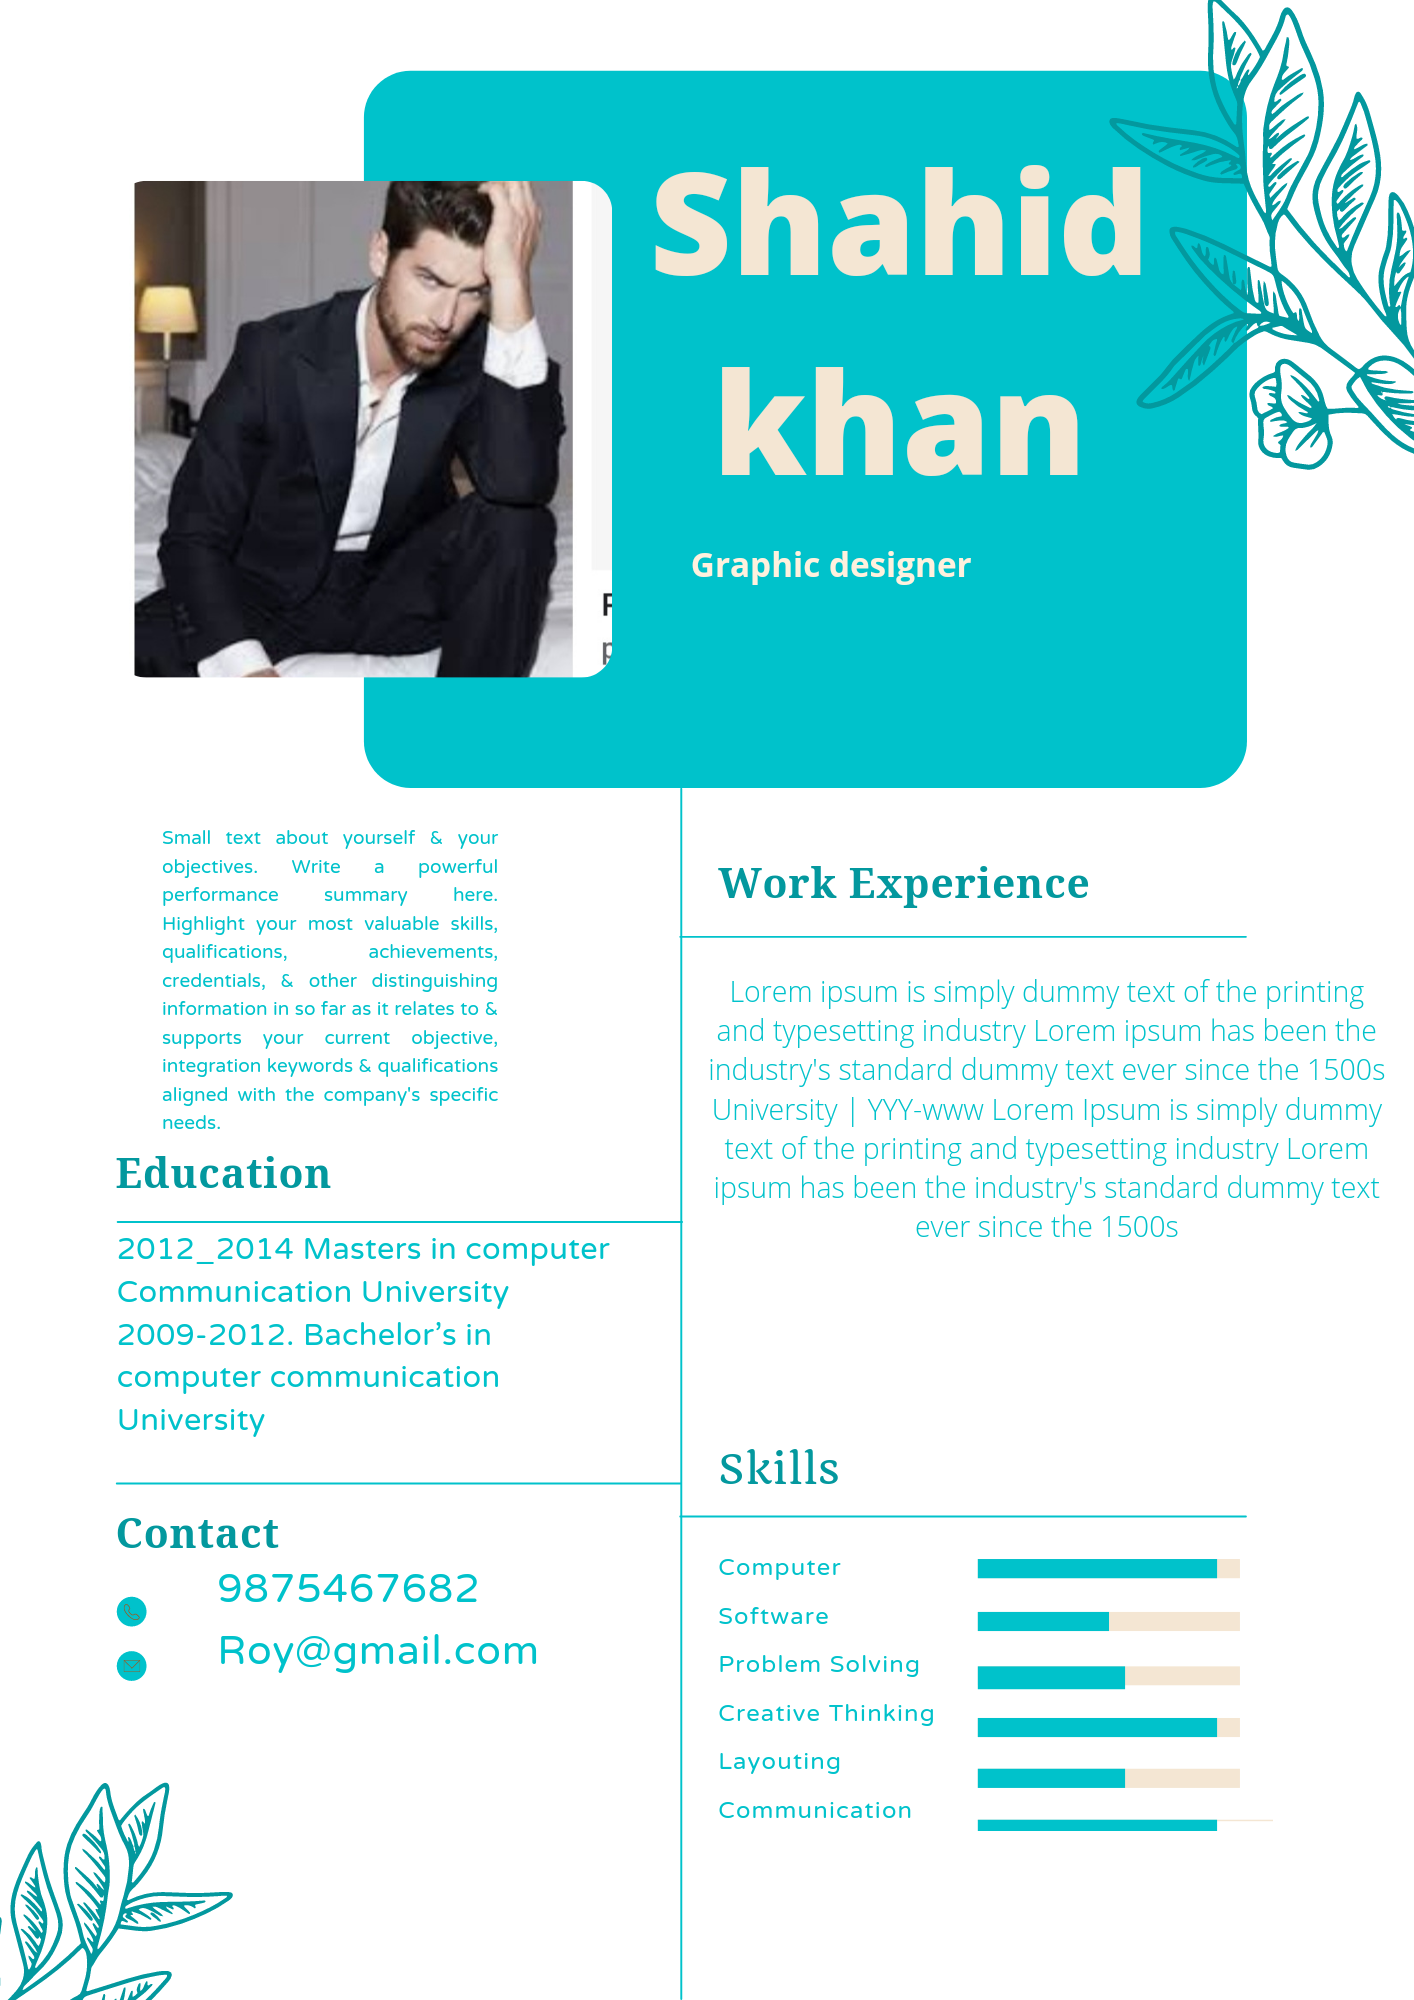 Shahid
khan
Graphic designer
F
p
Small text about yourself & your
objectives. Write a powerful
performance summary here.
Highlight your most valuable skills,
qualifications, achievements,
credentials, & other distinguishing
information in so far as it relates to &
supports your current objective,
integration keywords & qualifications
aligned with the company's specific
needs.
Education
2012_2014 Masters in computer
Communication University
2009-2012. Bachelor’s in
computer communication
University
Contact
9875467682
Roy@gmail.com
Work Experience
Lorem ipsum is simply dummy text of the printing
and typesetting industry Lorem ipsum has been the
industry's standard dummy text ever since the 1500s
University | YYY-www Lorem Ipsum is simply dummy
text of the printing and typesetting industry Lorem
ipsum has been the industry's standard dummy text
ever since the 1500s
Skills
Computer
Software
Problem Solving
Creative Thinking
Layouting
Communication